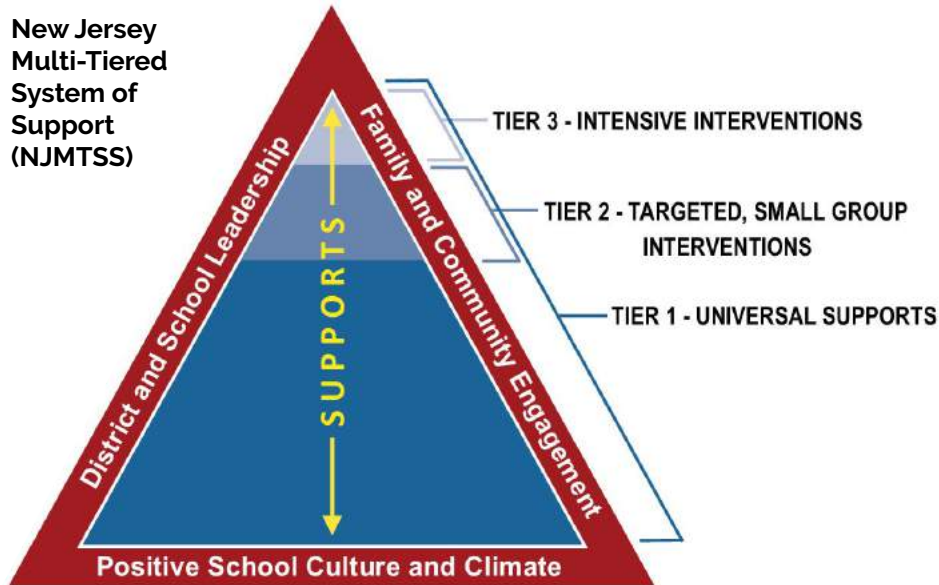 New Jersey
Multi-Tiered
System of
Support
(NJMTSS)
District and School Leadership
Family and Community Engagement
SUPPORTS
TIER 3 - INTENSIVE INTERVENTIONS
TIER 2 - TARGETED, SMALL GROUP
INTERVENTIONS
TIER 1 - UNIVERSAL SUPPORTS
Positive School Culture and Climate